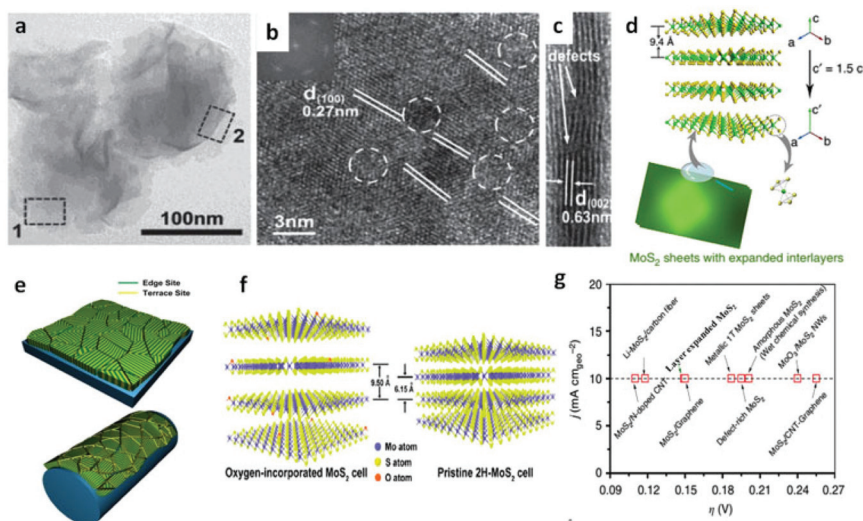 a
1
2
100nm
b
d(100)
0.27nm
3nm
c
defects
d(002)
0.63nm
d
9.4 Å
c
a
b
c' = 1.5 c
c'
a
b
MoS2 sheets with expanded interlayers
e
Edge Site
Terrace Site
f
9.50 Å
6.15 Å
Mo atom
S atom
O atom
Oxygen-incorporated MoS2 cell
Pristine 2H-MoS2 cell
g
j (mA cmgeo−2)
20
15
10
5
0
Li-MoS2/carbon fiber
Layer expanded MoS2
Metallic 1T MoS2 sheets
Amorphous MoS2
(Wet chemical synthesis)
MoO3/MoS2 NWs
MoS2/N-doped CNT
MoS2/Graphene
Defect-rich MoS2
MoS2/CNT-Graphene
0.09
0.12
0.15
0.18
0.21
0.24
0.27
η (V)